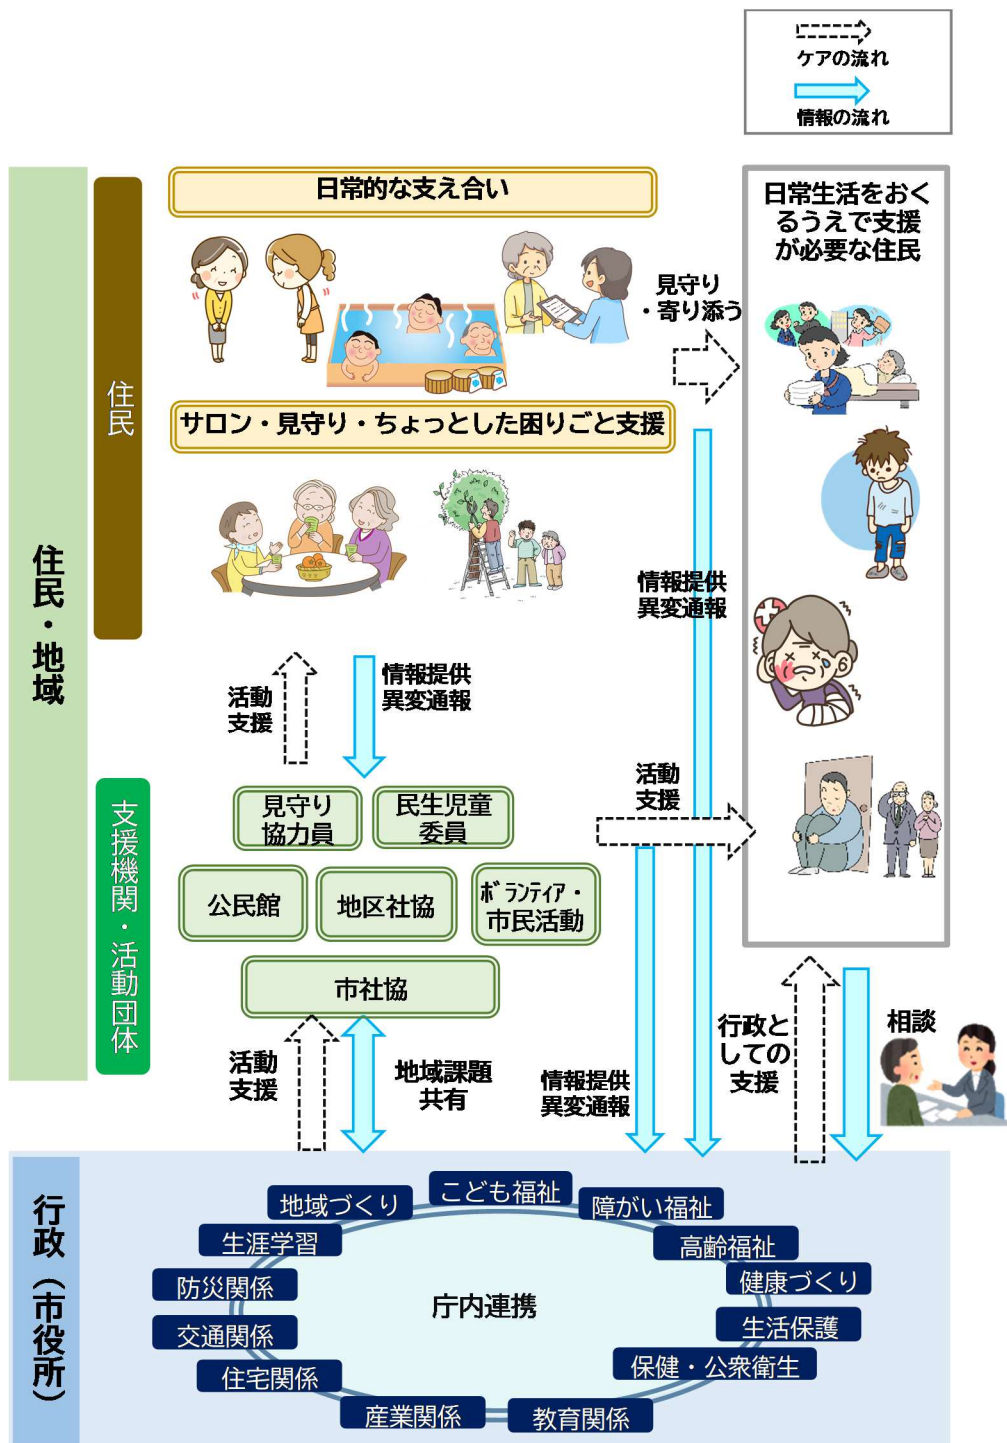 ケアの流れ
情報の流れ
住民・地域
住民
日常的な支え合い
見守り
・寄り添う
日常生活をおく
るうえで支援
が必要な住民
サロン・見守り・ちょっとした困りごと支援
情報提供
異変通報
活動
支援
情報提供
異変通報
支援機関・活動団体
見守り
協力員
民生児童
委員
活動
支援
公民館
地区社協
ボランティア・
市民活動
市社協
活動
支援
地域課題
共有
情報提供
異変通報
行政と
しての
支援
相談
行政（市役所）
地域づくり
こども福祉
障がい福祉
生涯学習
高齢福祉
防災関係
健康づくり
庁内連携
交通関係
生活保護
住宅関係
保健・公衆衛生
産業関係
教育関係